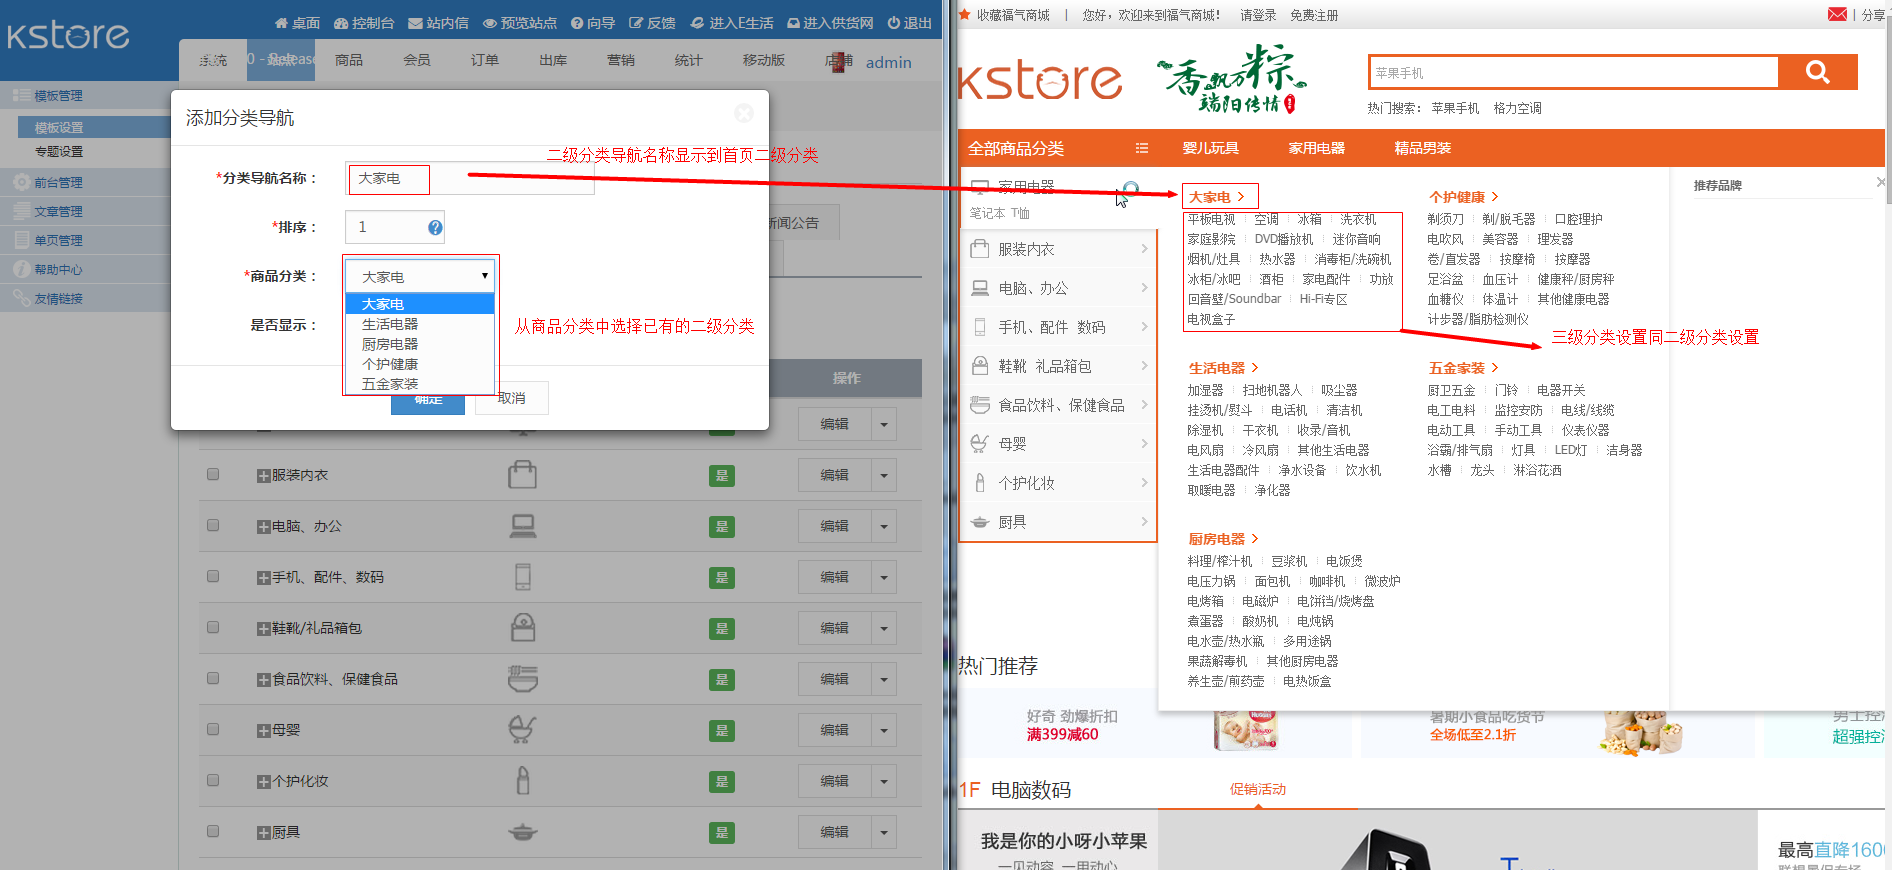 kstore
桌面 控制台 站内信 预览站点 向导 反馈 进入E生活 进入供货网 退出
系统 0 - Release 商品 会员 订单 出库 营销 统计 移动版 店铺 admin
模板管理
模板设置
专题设置
前台管理
文章管理
单页管理
帮助中心
友情链接
添加分类导航
二级分类导航名称显示到首页二级分类
*分类导航名称： 大家电
*排序： 1
*商品分类： 大家电
大家电
生活电器
厨房电器
个护健康
五金家装
是否显示：
从商品分类中选择已有的二级分类
确定 取消
新闻公告
操作
编辑
服装内衣 是 编辑
电脑、办公 是 编辑
手机、配件、数码 是 编辑
鞋靴/礼品箱包 是 编辑
食品饮料、保健食品 是 编辑
母婴 是 编辑
个护化妆 是 编辑
厨具 是 编辑
收藏福气商城 | 您好，欢迎来到福气商城! 请登录 免费注册 | 分享
kstore
香飘万粽
端阳传情
苹果手机
热门搜索： 苹果手机 格力空调
全部商品分类 婴儿玩具 家用电器 精品男装
家用电器
笔记本 T恤
服装内衣
电脑、办公
手机、配件 数码
鞋靴 礼品箱包
食品饮料、保健食品
母婴
个护化妆
厨具
大家电
平板电视 空调 冰箱 洗衣机
家庭影院 DVD播放机 迷你音响
烟机/灶具 热水器 消毒柜/洗碗机
冰柜/冰吧 酒柜 家电配件 功放
回音壁/Soundbar Hi-Fi专区
电视盒子
个护健康
剃须刀 剃/脱毛器 口腔理护
电吹风 美容器 理发器
卷/直发器 按摩椅 按摩器
足浴盆 血压计 健康秤/厨房秤
血糖仪 体温计 其他健康电器
计步器/脂肪检测仪
三级分类设置同二级分类设置
生活电器
加湿器 扫地机器人 吸尘器
挂烫机/熨斗 电话机 清洁机
除湿机 干衣机 收录/音机
电风扇 冷风扇 其他生活电器
生活电器配件 净水设备 饮水机
取暖电器 净化器
五金家装
厨卫五金 门铃 电器开关
电工电料 监控安防 电线/线缆
电动工具 手动工具 仪表仪器
浴霸/排气扇 灯具 LED灯 洁身器
水槽 龙头 淋浴花洒
厨房电器
料理/榨汁机 豆浆机 电饭煲
电压力锅 面包机 咖啡机 微波炉
电烤箱 电磁炉 电饼铛/烧烤盘
煮蛋器 酸奶机 电炖锅
电水壶/热水瓶 多用途锅
果蔬解毒机 其他厨房电器
养生壶/煎药壶 电热饭盒
推荐品牌
热门推荐
好奇 劲爆折扣
满399减60
暑期小食品吃货节
全场低至2.1折
男士控
超强控
1F 电脑数码 促销活动
我是你的小呀小苹果
一见动容 一用动心
最高直降1600